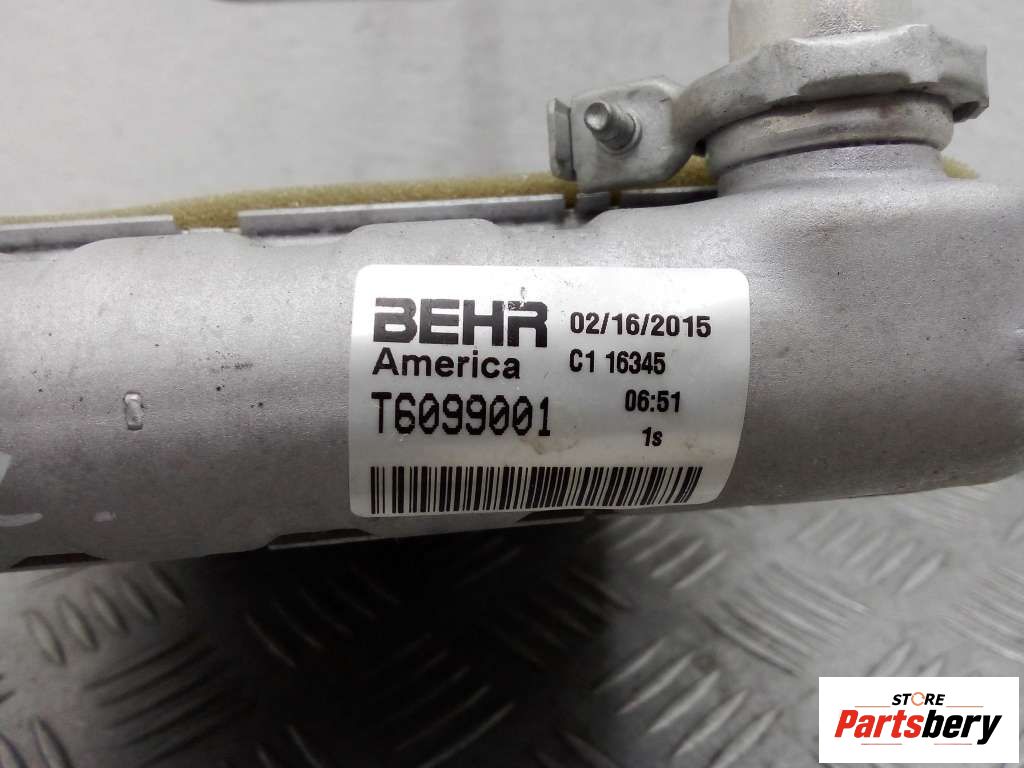 BEHR
America
T6099001
02/16/2015
C1 16345
06:51
1s
STORE
Partsbery